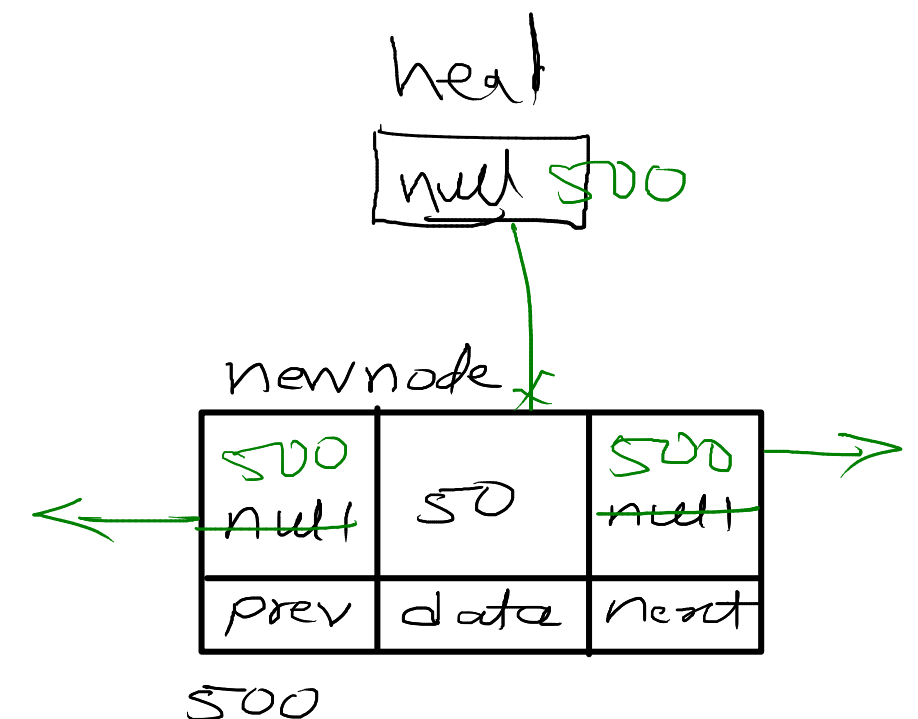 head
null 500
newnode
500 500
null 50 null
prev data next
500